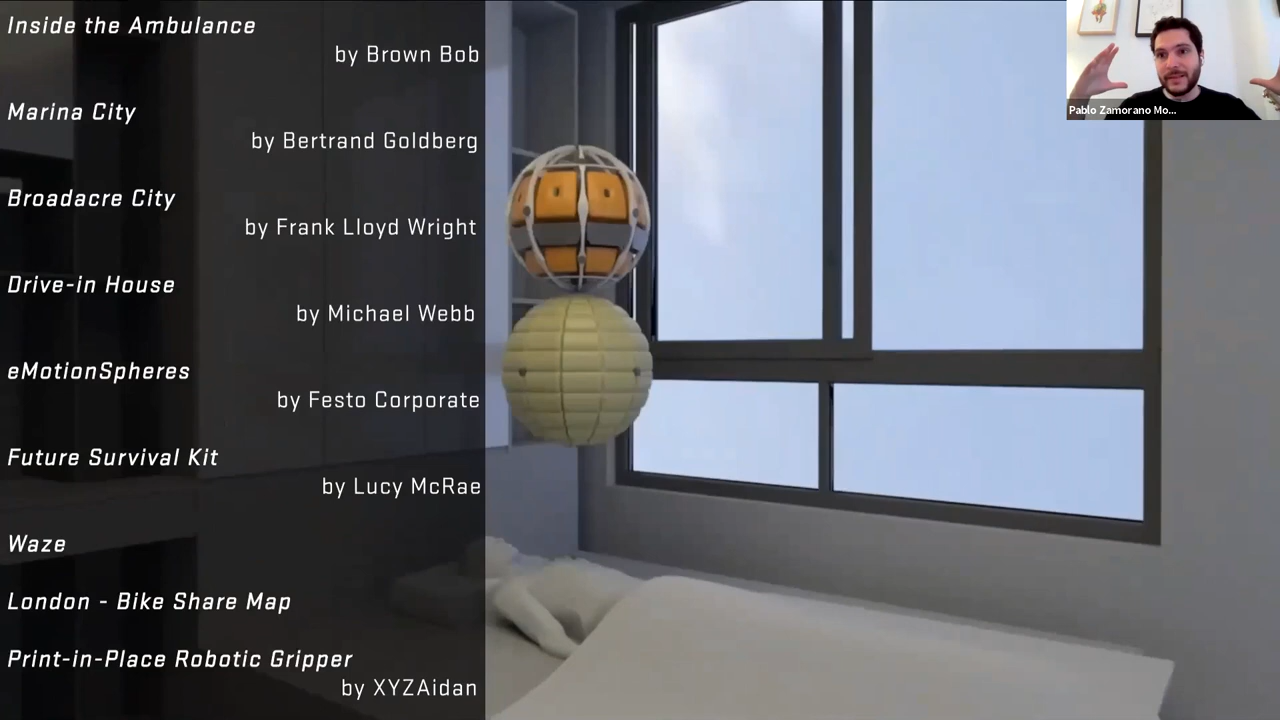 Inside the Ambulance
by Brown Bob
Marina City
by Bertrand Goldberg
Broadacre City
by Frank Lloyd Wright
Drive-in House
by Michael Webb
eMotionSpheres
by Festo Corporate
Future Survival Kit
by Lucy McRae
Waze
London - Bike Share Map
Print-in-Place Robotic Gripper
by XYZAidan
Pablo Zamorano Mo...